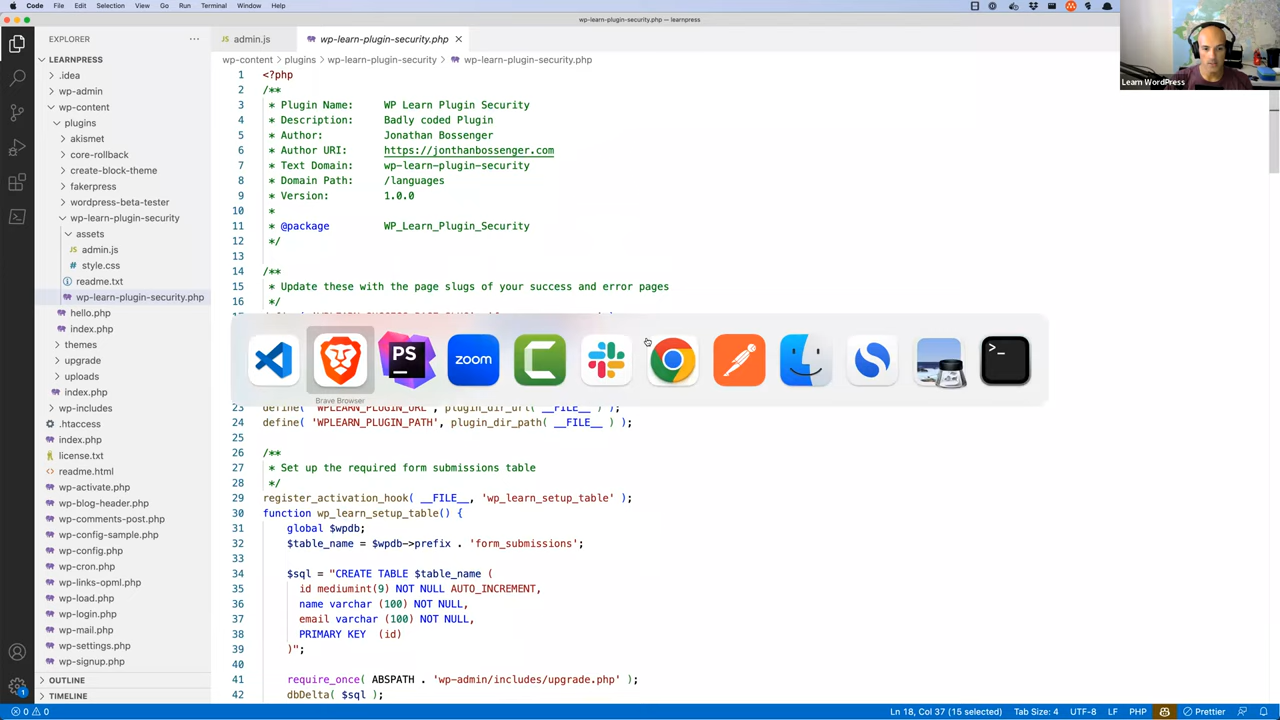 Code File Edit Selection View Go Run Terminal Window Help
wp-learn-plugin-security.php — learnpress
EXPLORER
LEARNPRESS
.idea
wp-admin
wp-content
plugins
akismet
core-rollback
create-block-theme
fakerpress
wordpress-beta-tester
wp-learn-plugin-security
assets
admin.js
# style.css
readme.txt
wp-learn-plugin-security.php
hello.php
index.php
themes
upgrade
uploads
index.php
wp-includes
.htaccess
index.php
license.txt
readme.html
wp-activate.php
wp-blog-header.php
wp-comments-post.php
wp-config-sample.php
wp-config.php
wp-cron.php
wp-links-opml.php
wp-load.php
wp-login.php
wp-mail.php
wp-settings.php
wp-signup.php
OUTLINE
TIMELINE
JS admin.js
wp-learn-plugin-security.php
wp-content > plugins > wp-learn-plugin-security > wp-learn-plugin-security.php
1 <?php
2 /**
3 * Plugin Name: WP Learn Plugin Security
4 * Description: Badly coded Plugin
5 * Author: Jonathan Bossenger
6 * Author URI: https://jonthanbossenger.com
7 * Text Domain: wp-learn-plugin-security
8 * Domain Path: /languages
9 * Version: 1.0.0
10 *
11 * @package WP_Learn_Plugin_Security
12 */
13
14 /**
15 * Update these with the page slugs of your success and error pages
16 */
PS
zoom
C
>_
Brave Browser
23 define( 'WPLEARN_PLUGIN_URL', plugin_dir_url( __FILE__ ) );
24 define( 'WPLEARN_PLUGIN_PATH', plugin_dir_path( __FILE__ ) );
25
26 /**
27 * Set up the required form submissions table
28 */
29 register_activation_hook( __FILE__, 'wp_learn_setup_table' );
30 function wp_learn_setup_table() {
31 global $wpdb;
32 $table_name = $wpdb->prefix . 'form_submissions';
33
34 $sql = "CREATE TABLE $table_name (
35 id mediumint(9) NOT NULL AUTO_INCREMENT,
36 name varchar (100) NOT NULL,
37 email varchar (100) NOT NULL,
38 PRIMARY KEY (id)
39 )";
40
41 require_once( ABSPATH . 'wp-admin/includes/upgrade.php' );
42 dbDelta( $sql );
Learn WordPress
1
0 0
Ln 18, Col 37 (15 selected) Tab Size: 4 UTF-8 LF PHP Prettier